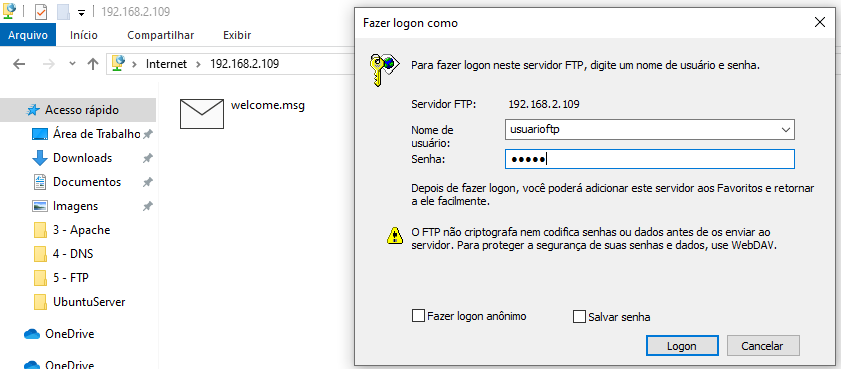 192.168.2.109
Arquivo Início Compartilhar Exibir
Internet 192.168.2.109
Acesso rápido
Área de Trabalho
Downloads
Documentos
Imagens
3 - Apache
4 - DNS
5 - FTP
UbuntuServer
OneDrive
OneDrive
welcome.msg
Fazer logon como
Para fazer logon neste servidor FTP, digite um nome de usuário e senha.
Servidor FTP: 192.168.2.109
Nome de
usuário:
usuarioftp
Senha:
Depois de fazer logon, você poderá adicionar este servidor aos Favoritos e retornar
a ele facilmente.
O FTP não criptografa nem codifica senhas ou dados antes de os enviar ao
servidor. Para proteger a segurança de suas senhas e dados, use WebDAV.
Fazer logon anônimo Salvar senha
Logon Cancelar